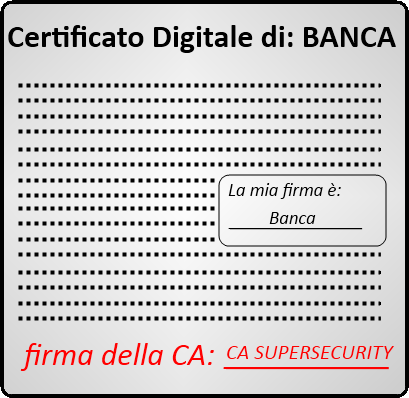 Certificato Digitale di: BANCA
La mia firma è:
Banca
firma della CA: CA SUPERSECURITY